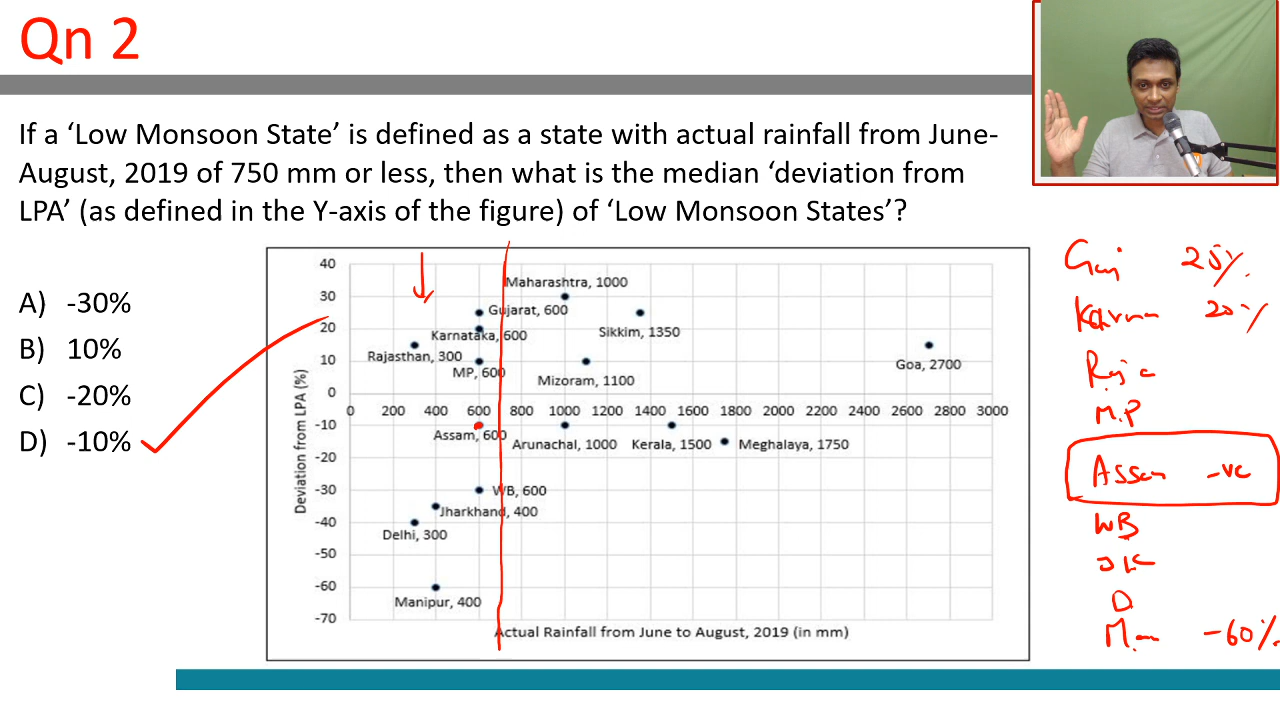 Qn 2
If a ‘Low Monsoon State’ is defined as a state with actual rainfall from June-
August, 2019 of 750 mm or less, then what is the median ‘deviation from
LPA’ (as defined in the Y-axis of the figure) of ‘Low Monsoon States’?
A) -30%
B) 10%
C) -20%
D) -10%
40
30
20
10
0
-10
-20
-30
-40
-50
-60
-70
Deviation from LPA (%)
0 200 400 600 800 1000 1200 1400 1600 1800 2000 2200 2400 2600 2800 3000
Maharashtra, 1000
Gujarat, 600
Sikkim, 1350
Karnataka, 600
Rajasthan, 300
Goa, 2700
MP, 600
Mizoram, 1100
Assam, 600
Arunachal, 1000
Kerala, 1500
Meghalaya, 1750
WB, 600
Jharkhand, 400
Delhi, 300
Manipur, 400
Actual Rainfall from June to August, 2019 (in mm)
Guj 25%
20%
M.P
Assam -ve
WB
JK
D
-60%